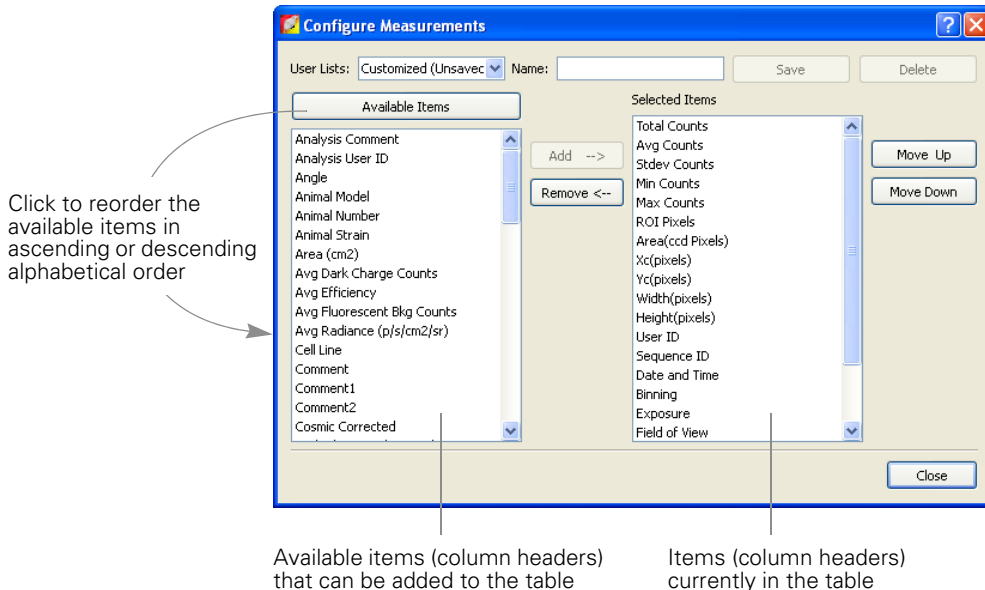 Configure Measurements
User Lists: Customized (Unsavec Name: Save Delete
Available Items
Selected Items
Analysis Comment
Analysis User ID
Angle
Animal Model
Animal Number
Animal Strain
Area (cm2)
Avg Dark Charge Counts
Avg Efficiency
Avg Fluorescent Bkg Counts
Avg Radiance (p/s/cm2/sr)
Cell Line
Comment
Comment1
Comment2
Cosmic Corrected
Add -->
Remove <--
Total Counts
Avg Counts
Stdev Counts
Min Counts
Max Counts
ROI Pixels
Area(ccd Pixels)
Xc(pixels)
Yc(pixels)
Width(pixels)
Height(pixels)
User ID
Sequence ID
Date and Time
Binning
Exposure
Field of View
Move Up
Move Down
Close
Click to reorder the
available items in
ascending or descending
alphabetical order
Available items (column headers)
that can be added to the table
Items (column headers)
currently in the table